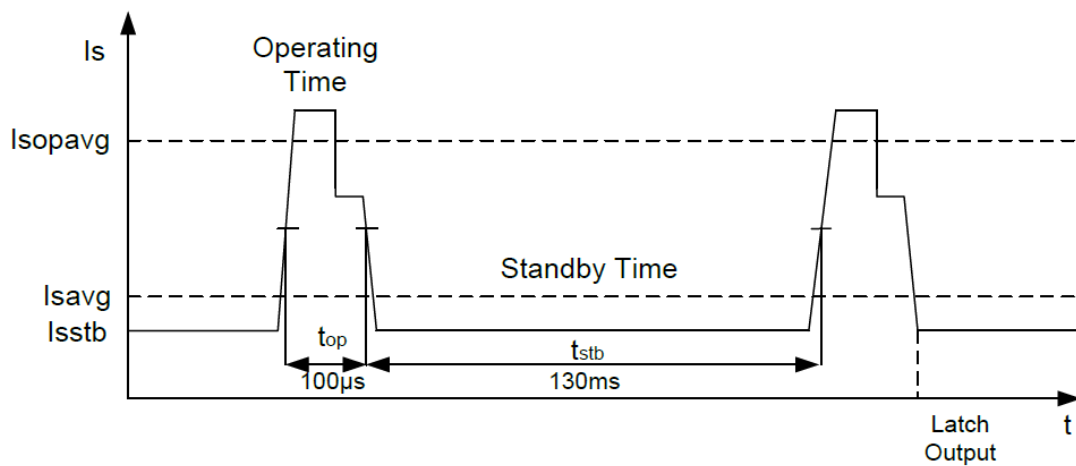 Is
Operating
Time
Isopavg
Standby Time
Isavg
Isstb
top
tstb
100µs
130ms
t
Latch
Output